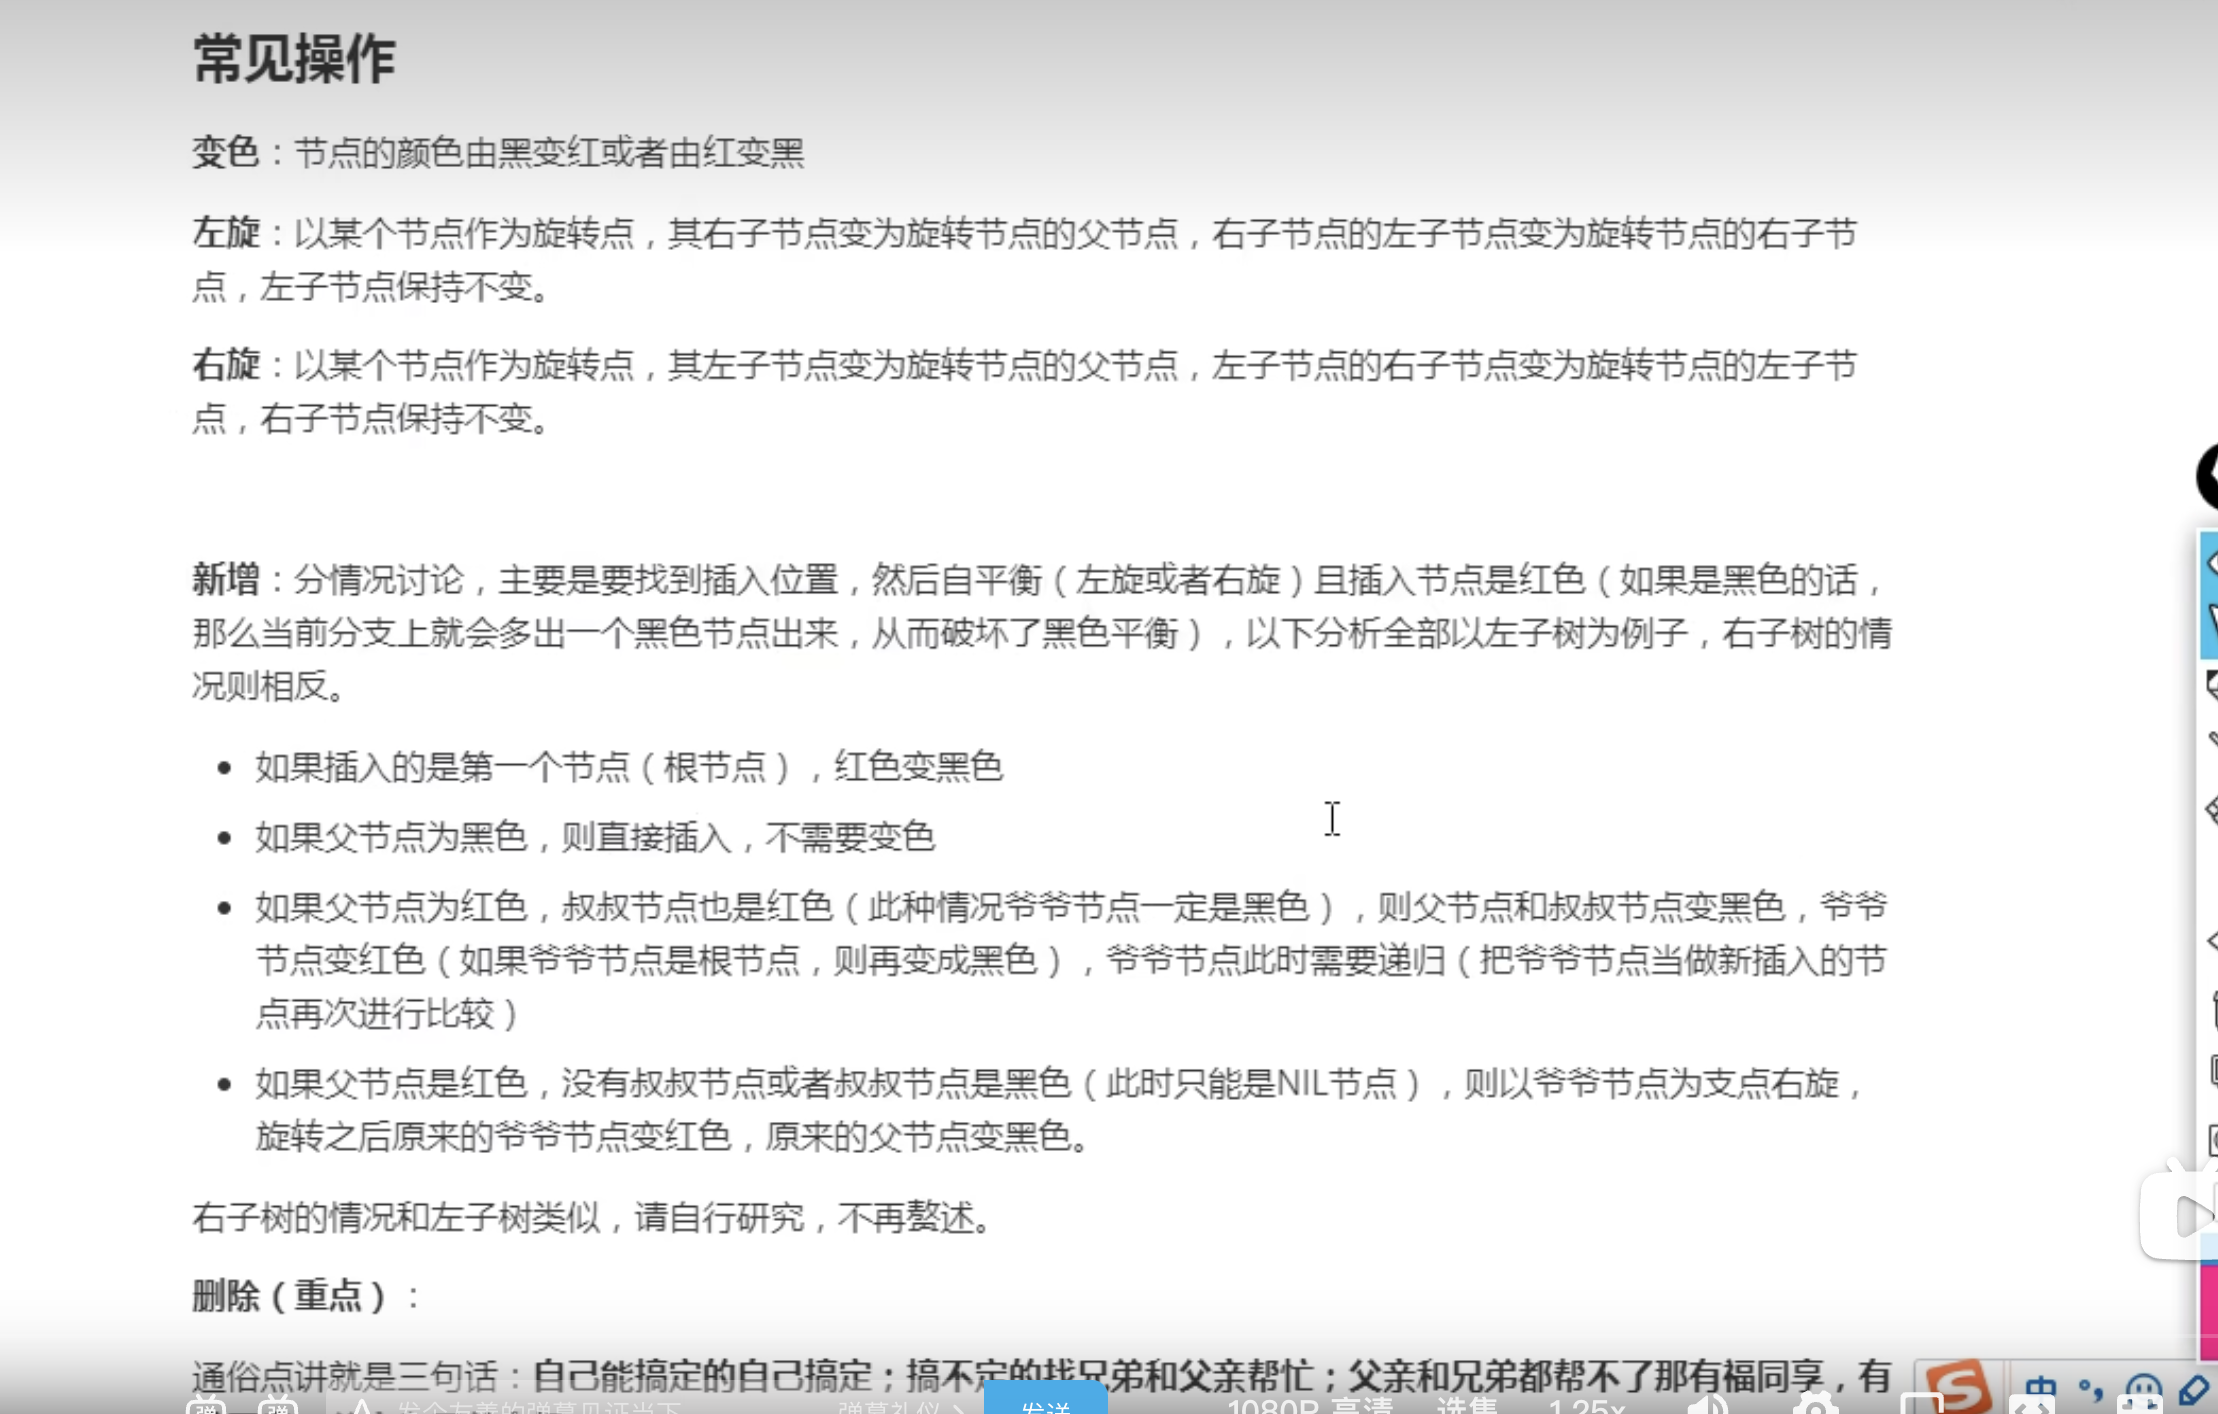 常见操作
变色：节点的颜色由黑变红或者由红变黑
左旋：以某个节点作为旋转点，其右子节点变为旋转节点的父节点，右子节点的左子节点变为旋转节点的右子节
点，左子节点保持不变。
右旋：以某个节点作为旋转点，其左子节点变为旋转节点的父节点，左子节点的右子节点变为旋转节点的左子节
点，右子节点保持不变。
新增：分情况讨论，主要是要找到插入位置，然后自平衡（左旋或者右旋）且插入节点是红色（如果是黑色的话，
那么当前分支上就会多出一个黑色节点出来，从而破坏了黑色平衡），以下分析全部以左子树为例子，右子树的情
况则相反。
• 如果插入的是第一个节点（根节点），红色变黑色
• 如果父节点为黑色，则直接插入，不需要变色
• 如果父节点为红色，叔叔节点也是红色（此种情况爷爷节点一定是黑色），则父节点和叔叔节点变黑色，爷爷
节点变红色（如果爷爷节点是根节点，则再变成黑色），爷爷节点此时需要递归（把爷爷节点当做新插入的节
点再次进行比较）
• 如果父节点是红色，没有叔叔节点或者叔叔节点是黑色（此时只能是NIL节点），则以爷爷节点为支点右旋，
旋转之后原来的爷爷节点变红色，原来的父节点变黑色。
右子树的情况和左子树类似，请自行研究，不再赘述。
删除（重点）：
通俗点讲就是三句话：自己能搞定的自己搞定；搞不定的找兄弟和父亲帮忙；父亲和兄弟都帮不了那有福同享，有
中
弹 弹 发个友善的弹幕见证当下 弹幕礼仪 发送 1080P 高清 选集 1.25x